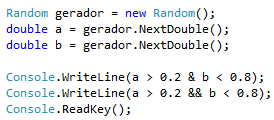 Random gerador = new Random();
double a = gerador.NextDouble();
double b = gerador.NextDouble();
Console.WriteLine(a > 0.2 & b < 0.8);
Console.WriteLine(a > 0.2 && b < 0.8);
Console.ReadKey();